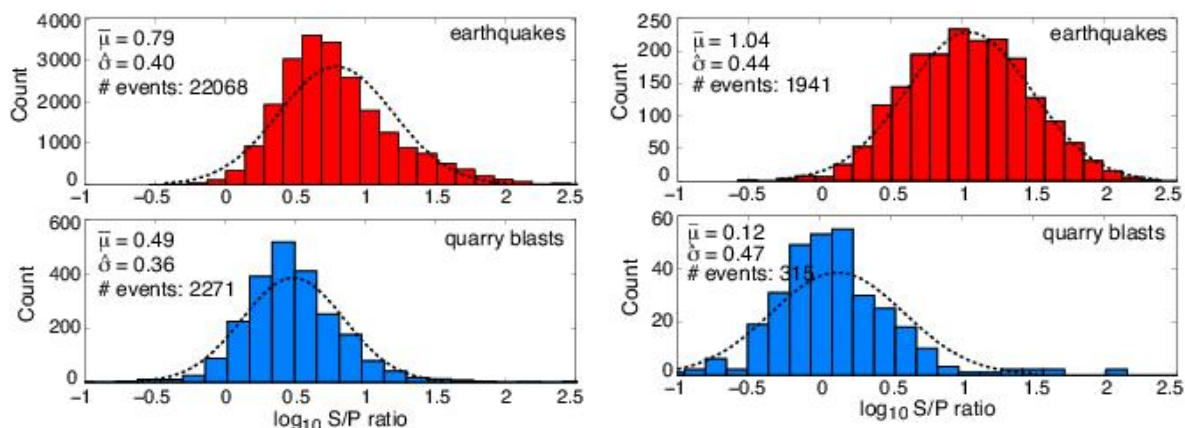 4000
3000
2000
1000
0
Count
μ̄ = 0.79
σ̂ = 0.40
# events: 22068
earthquakes
−1 −0.5 0 0.5 1 1.5 2 2.5
250
200
150
100
50
0
Count
μ̄ = 1.04
σ̂ = 0.44
# events: 1941
earthquakes
−1 −0.5 0 0.5 1 1.5 2 2.5
600
400
200
0
Count
μ̄ = 0.49
σ̂ = 0.36
# events: 2271
quarry blasts
−1 −0.5 0 0.5 1 1.5 2 2.5
log₁₀ S/P ratio
60
40
20
0
Count
μ̄ = 0.12
σ̂ = 0.47
# events: 315
quarry blasts
−1 −0.5 0 0.5 1 1.5 2 2.5
log₁₀ S/P ratio